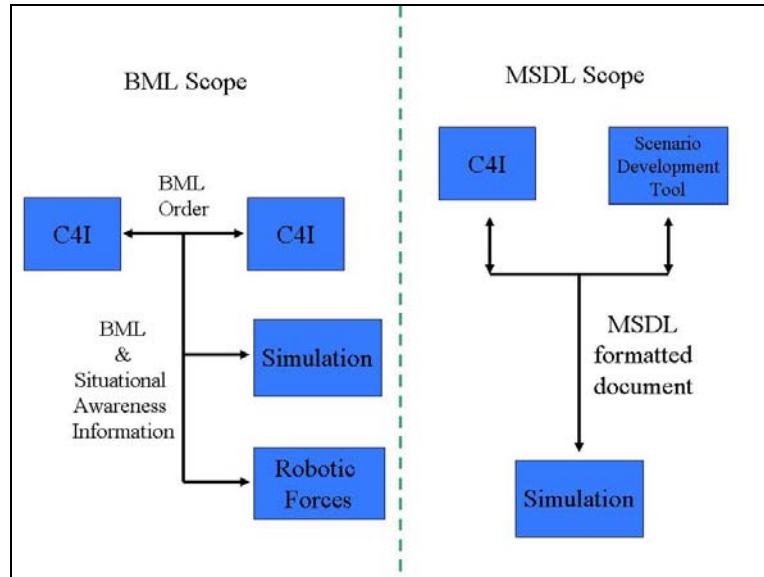 BML Scope
BML
Order
C4I
C4I
BML
&
Situational
Awareness
Information
Simulation
Robotic
Forces
MSDL Scope
C4I
Scenario
Development
Tool
MSDL
formatted
document
Simulation